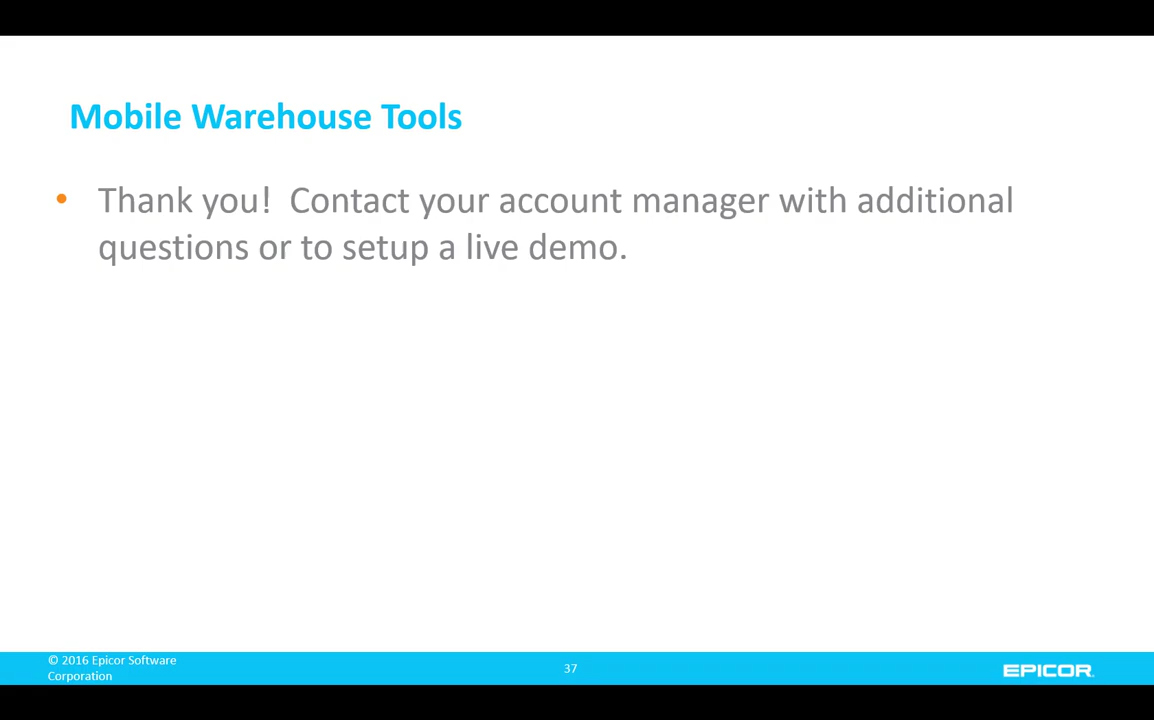 Mobile Warehouse Tools
• Thank you!  Contact your account manager with additional
questions or to setup a live demo.
© 2016 Epicor Software
Corporation
37
EPICOR